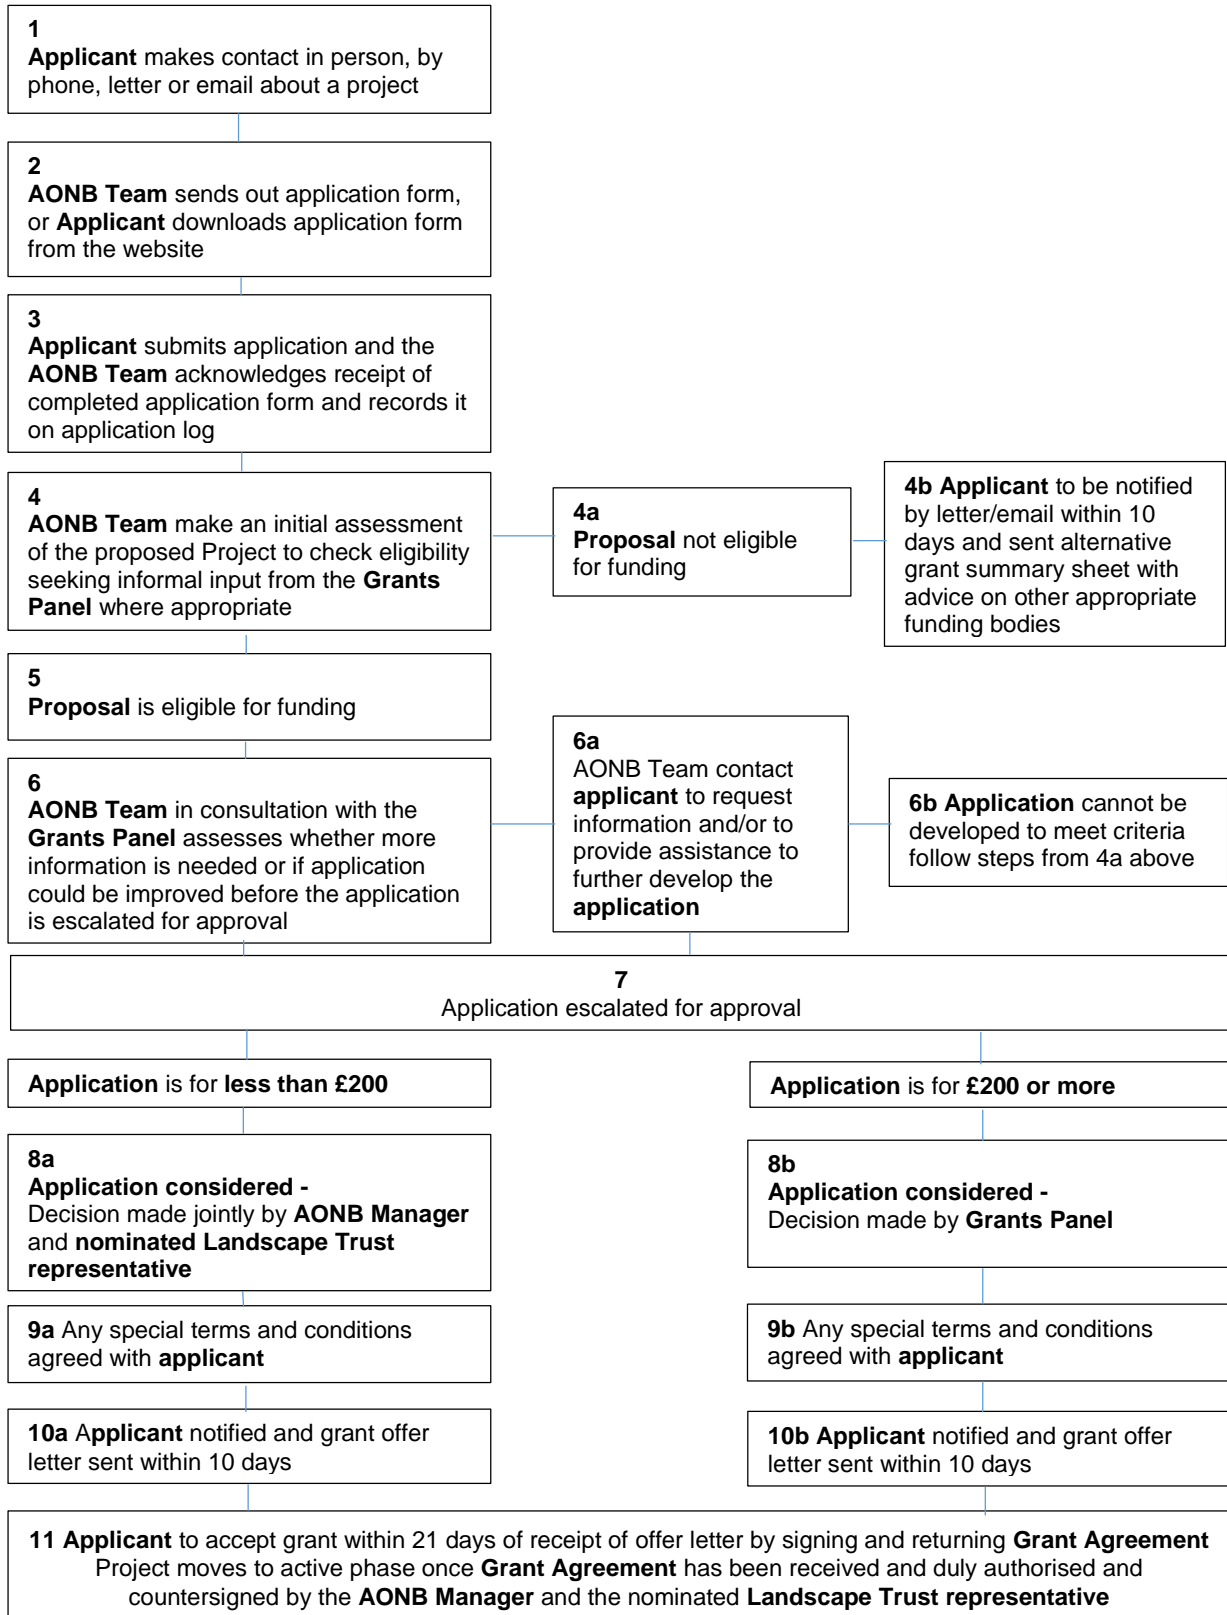 1
Applicant makes contact in person, by
phone, letter or email about a project
2
AONB Team sends out application form,
or Applicant downloads application form
from the website
3
Applicant submits application and the
AONB Team acknowledges receipt of
completed application form and records it
on application log
4
AONB Team make an initial assessment
of the proposed Project to check eligibility
seeking informal input from the Grants
Panel where appropriate
4a
Proposal not eligible
for funding
4b Applicant to be notified
by letter/email within 10
days and sent alternative
grant summary sheet with
advice on other appropriate
funding bodies
5
Proposal is eligible for funding
6
AONB Team in consultation with the
Grants Panel assesses whether more
information is needed or if application
could be improved before the application
is escalated for approval
6a
AONB Team contact
applicant to request
information and/or to
provide assistance to
further develop the
application
6b Application cannot be
developed to meet criteria
follow steps from 4a above
7
Application escalated for approval
Application is for less than £200
Application is for £200 or more
8a
Application considered -
Decision made jointly by AONB Manager
and nominated Landscape Trust
representative
8b
Application considered -
Decision made by Grants Panel
9a Any special terms and conditions
agreed with applicant
9b Any special terms and conditions
agreed with applicant
10a Applicant notified and grant offer
letter sent within 10 days
10b Applicant notified and grant offer
letter sent within 10 days
11 Applicant to accept grant within 21 days of receipt of offer letter by signing and returning Grant Agreement
Project moves to active phase once Grant Agreement has been received and duly authorised and
countersigned by the AONB Manager and the nominated Landscape Trust representative